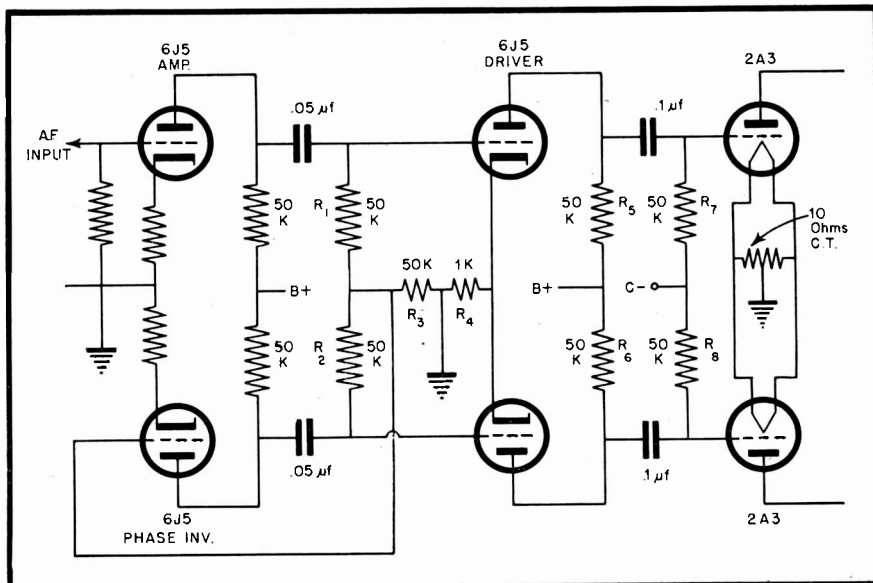 6J5
AMP.
6J5
DRIVER
2A3
.05 µf
.1 µf
A.F
INPUT
50
K
R1
50
K
50
K
R5
50
K
R7
10
Ohms
C.T.
B+
50K
1K
B+
C-
R3
R4
50
K
R2
50
K
50
K
R6
50
K
R8
.05 µf
.1 µf
6J5
PHASE INV.
2A3